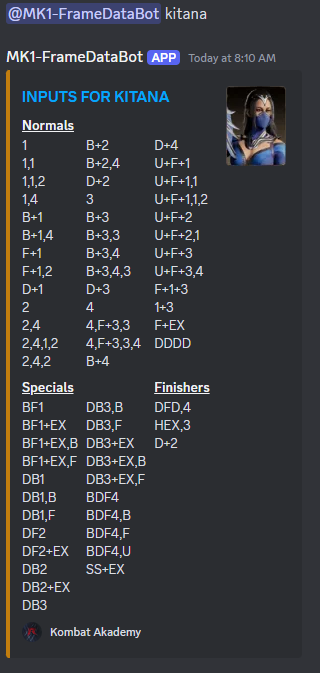 @MK1-FrameDataBot kitana
MK1-FrameDataBot APP Today at 8:10 AM
INPUTS FOR KITANA
Normals
1 B+2 D+4
1,1 B+2,4 U+F+1
1,1,2 D+2 U+F+1,1
1,4 3 U+F+1,1,2
B+1 B+3 U+F+2
B+1,4 B+3,3 U+F+2,1
F+1 B+3,4 U+F+3
F+1,2 B+3,4,3 U+F+3,4
D+1 D+3 F+1+3
2 4 1+3
2,4 4,F+3,3 F+EX
2,4,1,2 4,F+3,3,4 DDDD
2,4,2 B+4
Specials Finishers
BF1 DB3,B DFD,4
BF1+EX DB3,F HEX,3
BF1+EX,B DB3+EX D+2
BF1+EX,F DB3+EX,B
DB1 DB3+EX,F
DB1,B BDF4
DB1,F BDF4,B
DF2 BDF4,F
DF2+EX BDF4,U
DB2 SS+EX
DB2+EX
DB3
Kombat Akademy